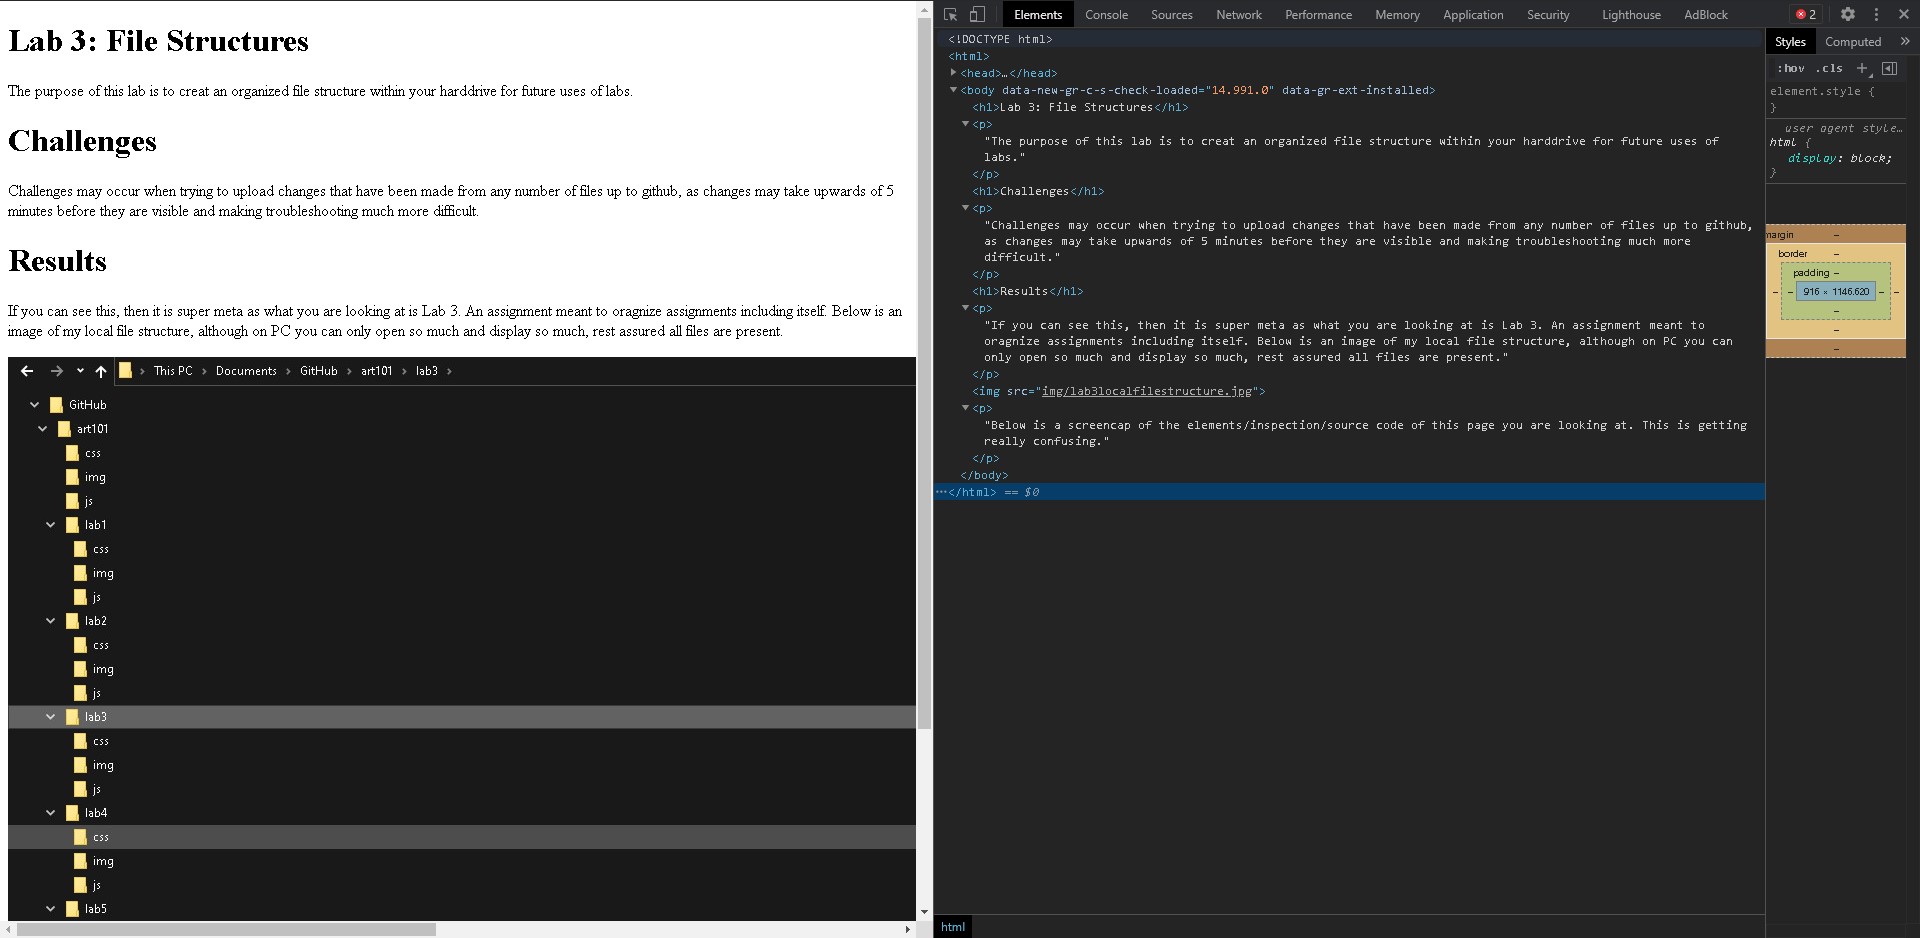 Lab 3: File Structures
The purpose of this lab is to creat an organized file structure within your harddrive for future uses of labs.
Challenges
Challenges may occur when trying to upload changes that have been made from any number of files up to github, as changes may take upwards of 5
minutes before they are visible and making troubleshooting much more difficult.
Results
If you can see this, then it is super meta as what you are looking at is Lab 3. An assignment meant to oragnize assignments including itself. Below is an
image of my local file structure, although on PC you can only open so much and display so much, rest assured all files are present.
This PC > Documents > GitHub > art101 > lab3 >
GitHub
art101
css
img
js
lab1
css
img
js
lab2
css
img
js
lab3
css
img
js
lab4
css
img
js
lab5
Elements Console Sources Network Performance Memory Application Security Lighthouse AdBlock 2
<!DOCTYPE html>
<html>
<head>…</head>
<body data-new-gr-c-s-check-loaded="14.991.0" data-gr-ext-installed>
<h1>Lab 3: File Structures</h1>
<p>
"The purpose of this lab is to creat an organized file structure within your harddrive for future uses of
labs."
</p>
<h1>Challenges</h1>
<p>
"Challenges may occur when trying to upload changes that have been made from any number of files up to github,
as changes may take upwards of 5 minutes before they are visible and making troubleshooting much more
difficult."
</p>
<h1>Results</h1>
<p>
"If you can see this, then it is super meta as what you are looking at is Lab 3. An assignment meant to
oragnize assignments including itself. Below is an image of my local file structure, although on PC you can
only open so much and display so much, rest assured all files are present."
</p>
<img src="img/lab3localfilestructure.jpg">
<p>
"Below is a screencap of the elements/inspection/source code of this page you are looking at. This is getting
really confusing."
</p>
</body>
…</html> == $0
html
Styles Computed »
:hov .cls +
element.style {
}
user agent style…
html {
display: block;
}
margin –
border –
padding –
– – 916 × 1146.620 – –
–
–
–